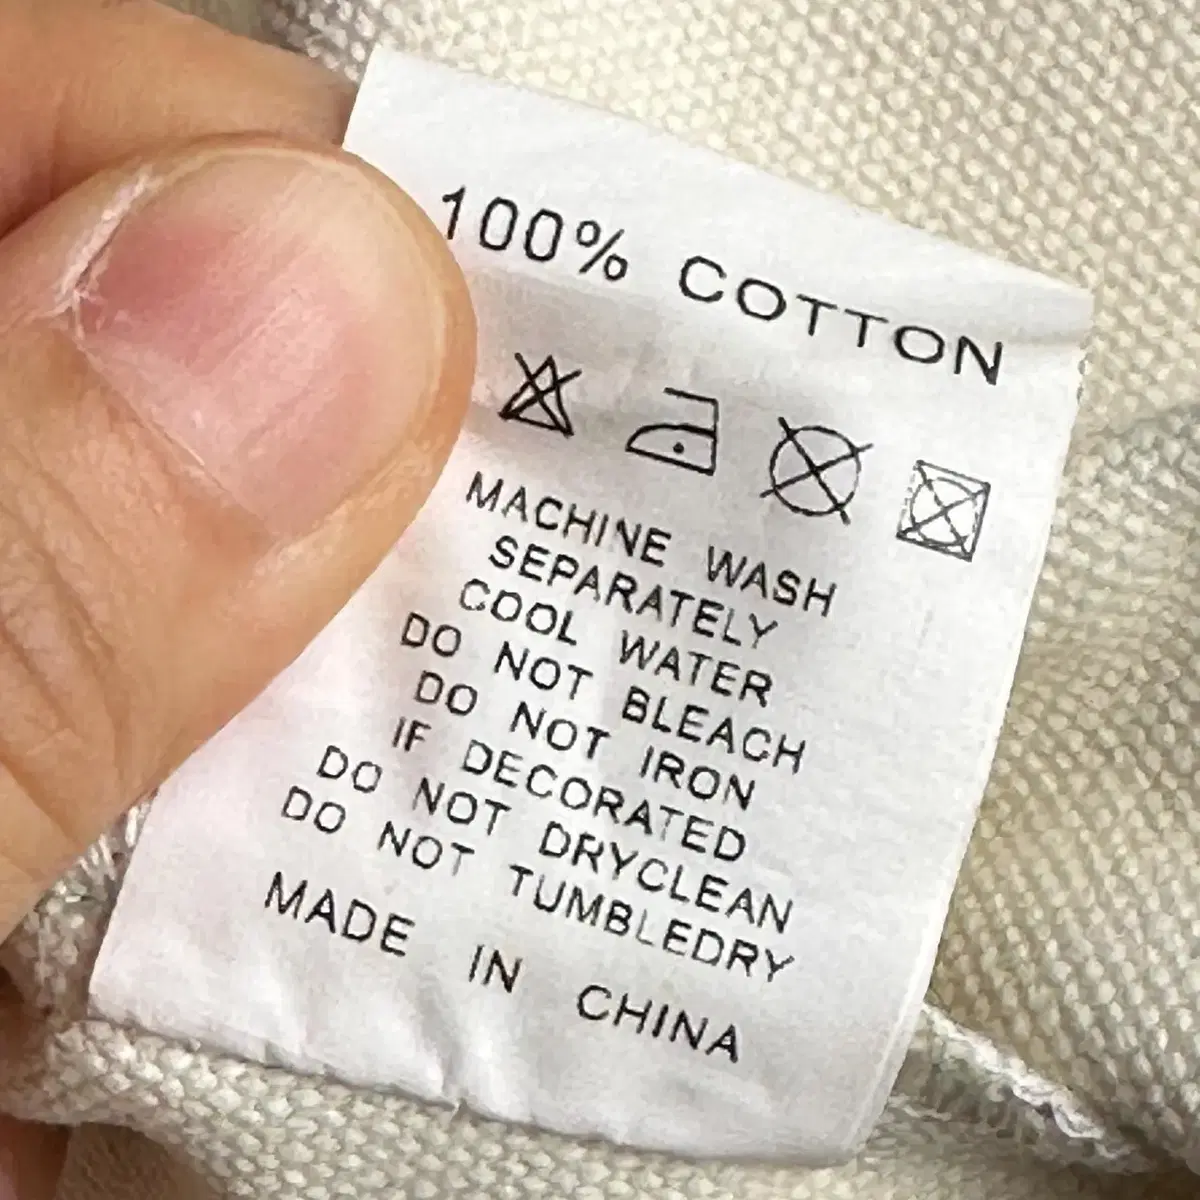 100% COTTON
MACHINE WASH
SEPARATELY
COOL WATER
DO NOT BLEACH
DO NOT IRON
IF DECORATED
DO NOT DRYCLEAN
DO NOT TUMBLEDRY
MADE IN CHINA